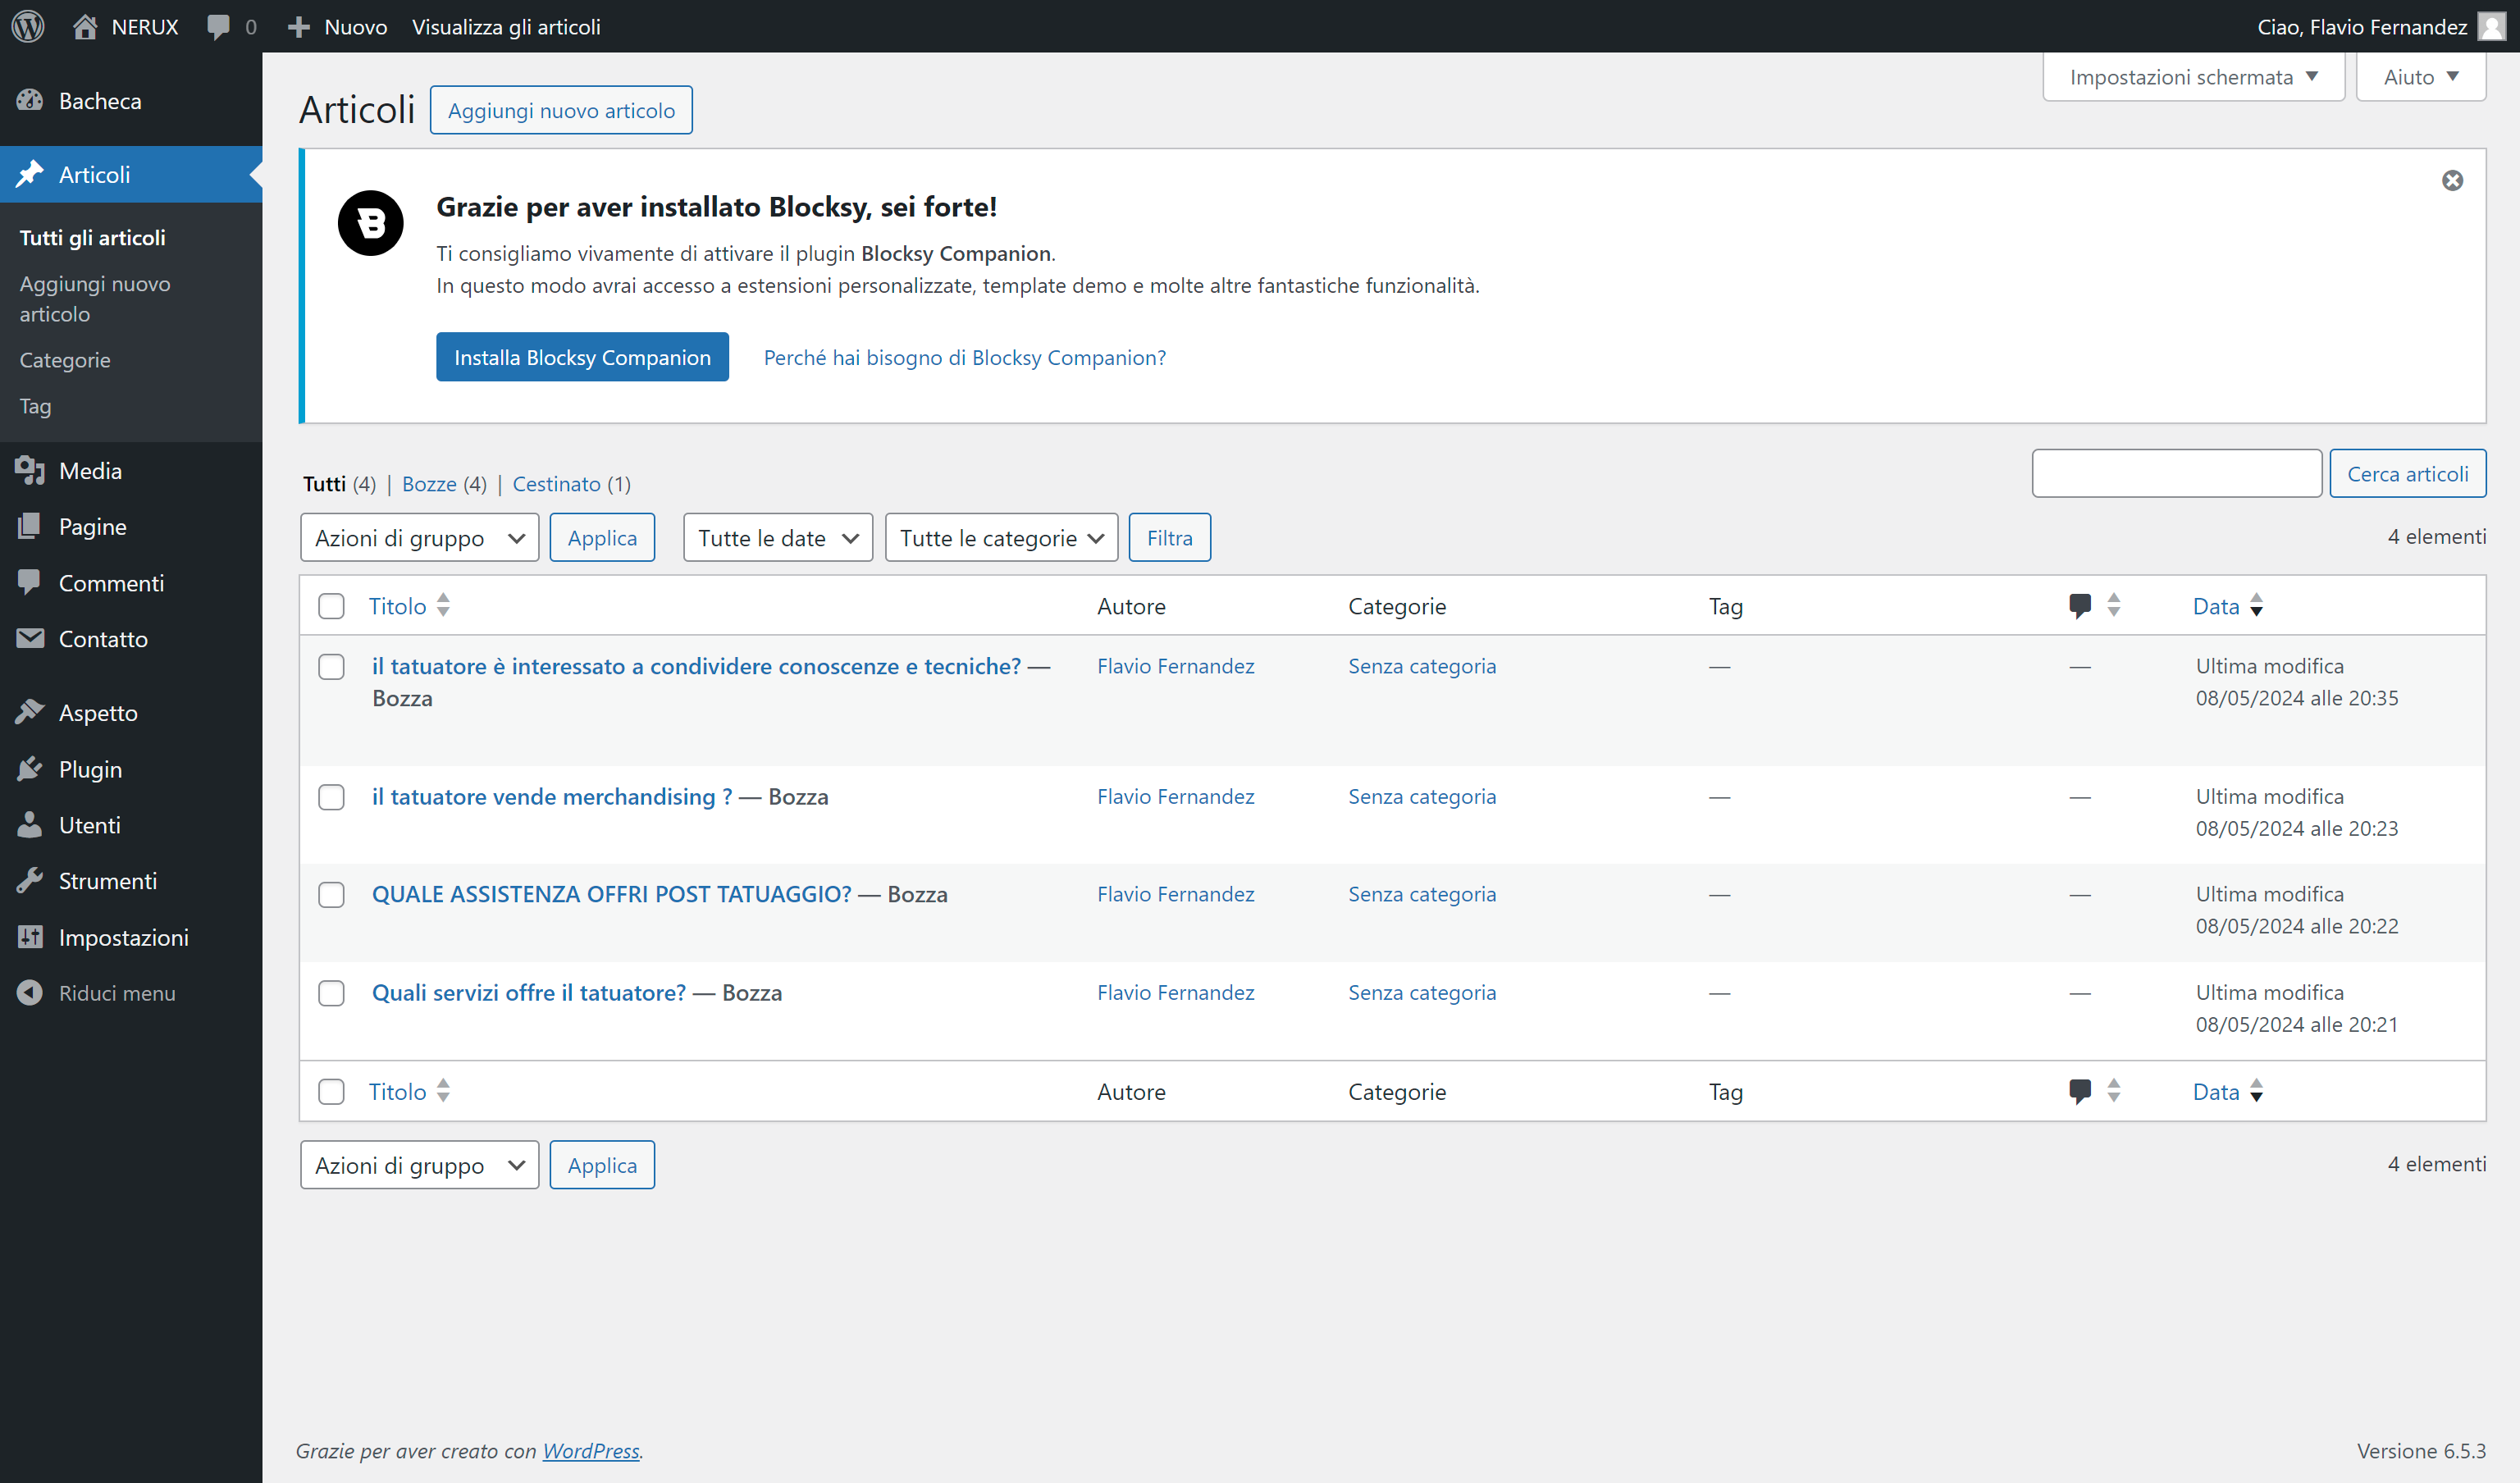 NERUX 0 Nuovo Visualizza gli articoli Ciao, Flavio Fernandez
Bacheca
Articoli
Tutti gli articoli
Aggiungi nuovo
articolo
Categorie
Tag
Media
Pagine
Commenti
Contatto
Aspetto
Plugin
Utenti
Strumenti
Impostazioni
Riduci menu
Impostazioni schermata Aiuto
Articoli Aggiungi nuovo articolo
Grazie per aver installato Blocksy, sei forte!
Ti consigliamo vivamente di attivare il plugin Blocksy Companion.
In questo modo avrai accesso a estensioni personalizzate, template demo e molte altre fantastiche funzionalità.
Installa Blocksy Companion Perché hai bisogno di Blocksy Companion?
Tutti (4) | Bozze (4) | Cestinato (1)
Cerca articoli
Azioni di gruppo Applica Tutte le date Tutte le categorie Filtra 4 elementi
Titolo Autore Categorie Tag Data
il tatuatore è interessato a condividere conoscenze e tecniche? — Flavio Fernandez Senza categoria — — Ultima modifica
Bozza 08/05/2024 alle 20:35
il tatuatore vende merchandising ? — Bozza Flavio Fernandez Senza categoria — — Ultima modifica
08/05/2024 alle 20:23
QUALE ASSISTENZA OFFRI POST TATUAGGIO? — Bozza Flavio Fernandez Senza categoria — — Ultima modifica
08/05/2024 alle 20:22
Quali servizi offre il tatuatore? — Bozza Flavio Fernandez Senza categoria — — Ultima modifica
08/05/2024 alle 20:21
Titolo Autore Categorie Tag Data
Azioni di gruppo Applica 4 elementi
Grazie per aver creato con WordPress. Versione 6.5.3